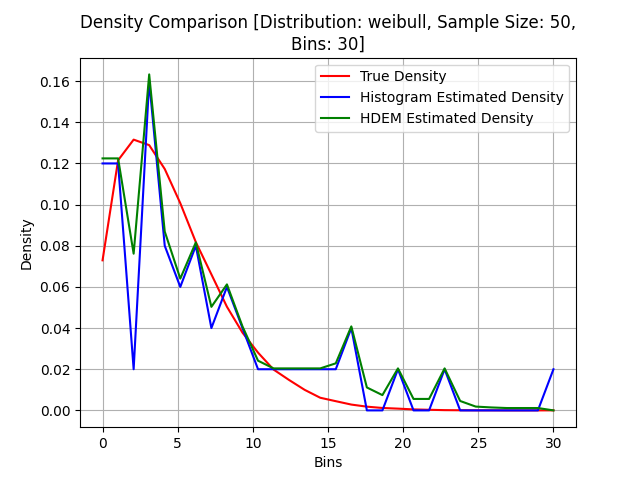 Density Comparison [Distribution: weibull, Sample Size: 50,
Bins: 30]
True Density
Histogram Estimated Density
HDEM Estimated Density
Density
0.16
0.14
0.12
0.10
0.08
0.06
0.04
0.02
0.00
0 5 10 15 20 25 30
Bins